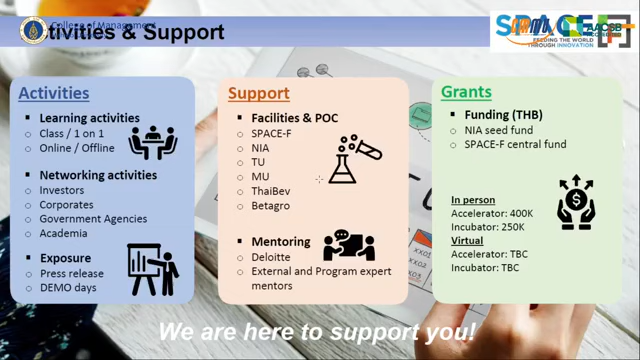 College of Management
tivities & Support
SPACE-F
FEEDING THE WORLD
THROUGH INNOVATION
AACSB
Activities
Learning activities
Class / 1 on 1
Online / Offline
Networking activities
Investors
Corporates
Government Agencies
Academia
Exposure
Press release
DEMO days
Support
Facilities & POC
SPACE-F
NIA
TU
MU
ThaiBev
Betagro
Mentoring
Deloitte
External and Program expert
mentors
Grants
Funding (THB)
NIA seed fund
SPACE-F central fund
In person
Accelerator: 400K
Incubator: 250K
Virtual
Accelerator: TBC
Incubator: TBC
We are here to support you!